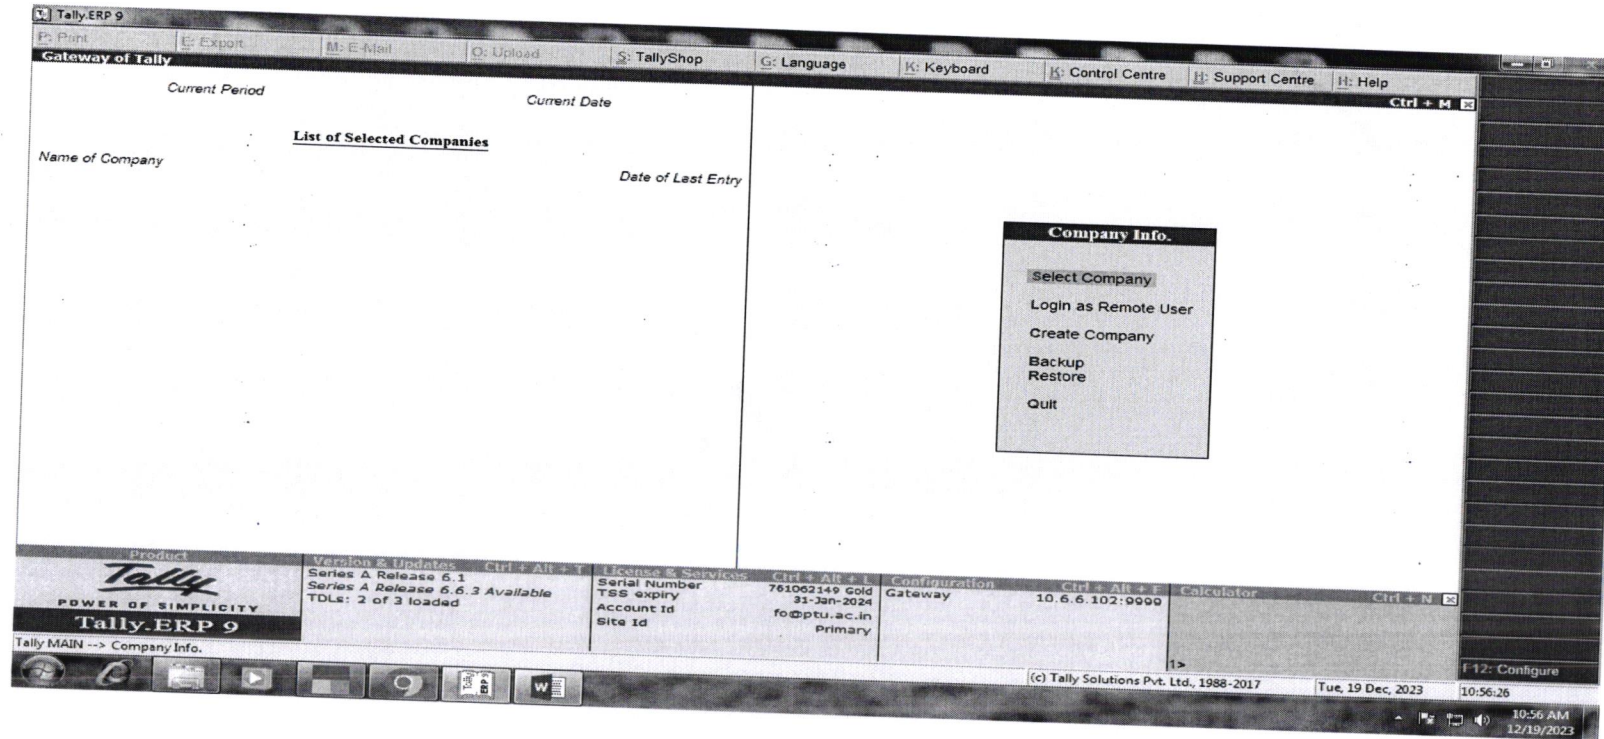 Tally.ERP 9
P: Print E: Export M: E-Mail O: Upload S: TallyShop G: Language K: Keyboard K: Control Centre H: Support Centre H: Help
Gateway of Tally Ctrl + M
Current Period Current Date
List of Selected Companies
Name of Company Date of Last Entry
Company Info.
Select Company
Login as Remote User
Create Company
Backup
Restore
Quit
Product
Tally
POWER OF SIMPLICITY
Tally.ERP 9
Version & Updates Ctrl + Alt + T
Series A Release 6.1
Series A Release 6.6.3 Available
TDLs: 2 of 3 loaded
License & Services Ctrl + Alt + L
Serial Number 761062149 Gold
TSS expiry 31-Jan-2024
Account Id fo@ptu.ac.in
Site Id Primary
Configuration Ctrl + Alt + F
Gateway 10.6.6.102:9999
Calculator Ctrl + N
1>
F12: Configure
Tally MAIN --> Company Info.
(c) Tally Solutions Pvt. Ltd., 1988-2017 Tue, 19 Dec, 2023 10:56:26
Tally
ERP 9
W
10:56 AM
12/19/2023